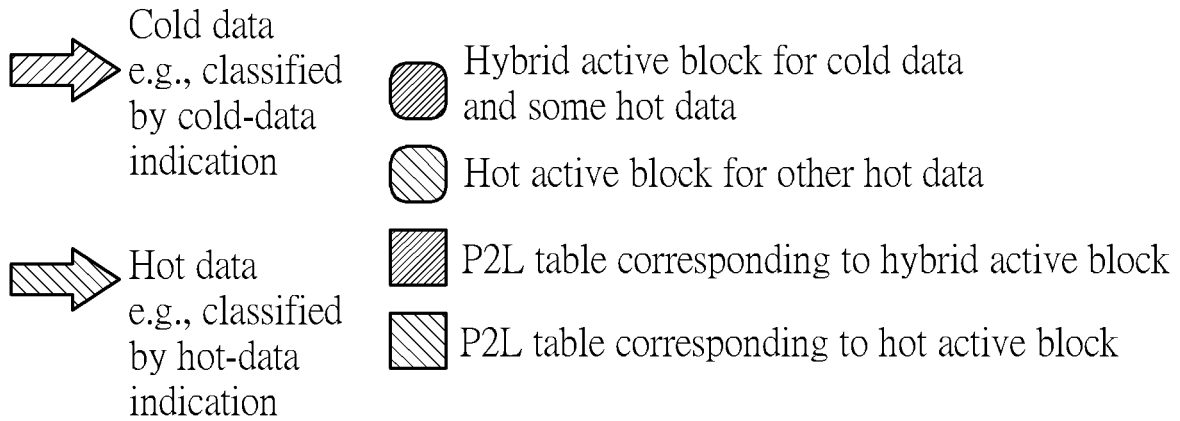 Cold data
e.g., classified
by cold-data
indication
Hot data
e.g., classified
by hot-data
indication
Hybrid active block for cold data
and some hot data
Hot active block for other hot data
P2L table corresponding to hybrid active block
P2L table corresponding to hot active block